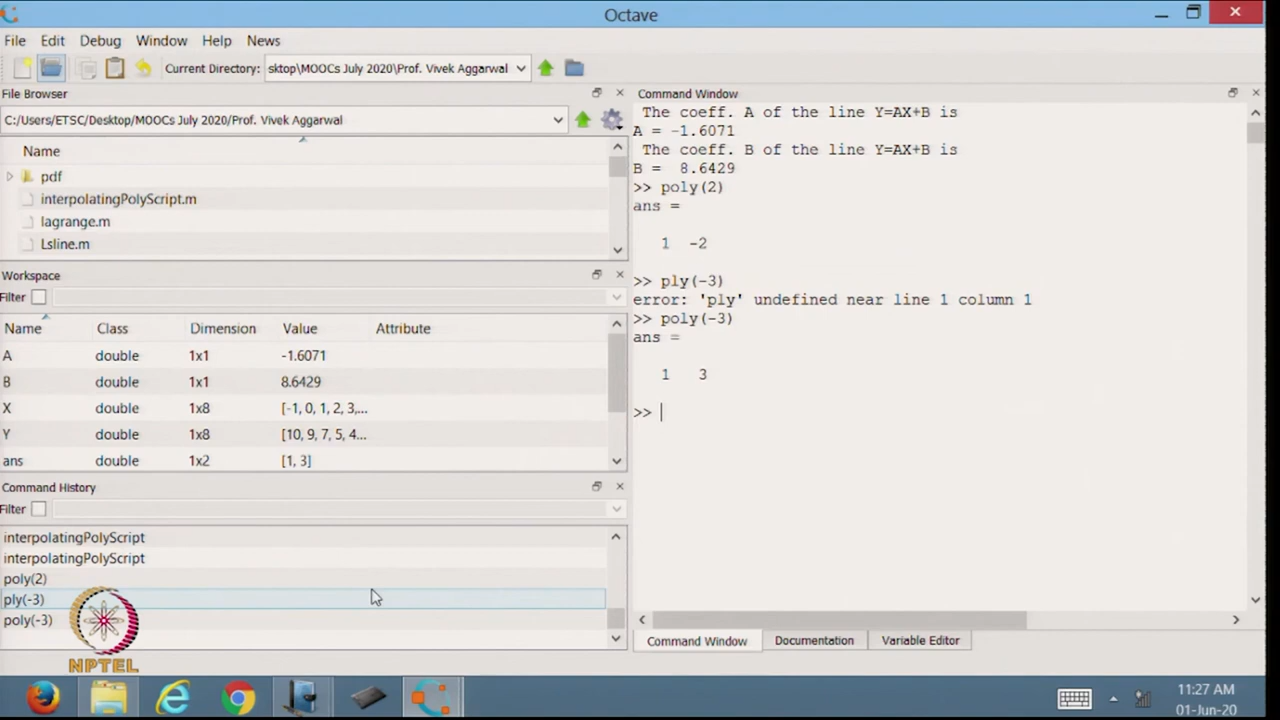 Octave
File Edit Debug Window Help News
Current Directory: sktop\MOOCs July 2020\Prof. Vivek Aggarwal
File Browser
C:/Users/ETSC/Desktop/MOOCs July 2020/Prof. Vivek Aggarwal
Name
pdf
interpolatingPolyScript.m
lagrange.m
Lsline.m
Workspace
Filter
Name Class Dimension Value Attribute
A double 1x1 -1.6071
B double 1x1 8.6429
X double 1x8 [-1, 0, 1, 2, 3,...
Y double 1x8 [10, 9, 7, 5, 4...
ans double 1x2 [1, 3]
Command History
Filter
interpolatingPolyScript
interpolatingPolyScript
poly(2)
ply(-3)
poly(-3)
NPTEL
Command Window
The coeff. A of the line Y=AX+B is
A = -1.6071
The coeff. B of the line Y=AX+B is
B = 8.6429
>> poly(2)
ans =
1 -2
>> ply(-3)
error: 'ply' undefined near line 1 column 1
>> poly(-3)
ans =
1 3
>>
Command Window Documentation Variable Editor
11:27 AM
01-Jun-20